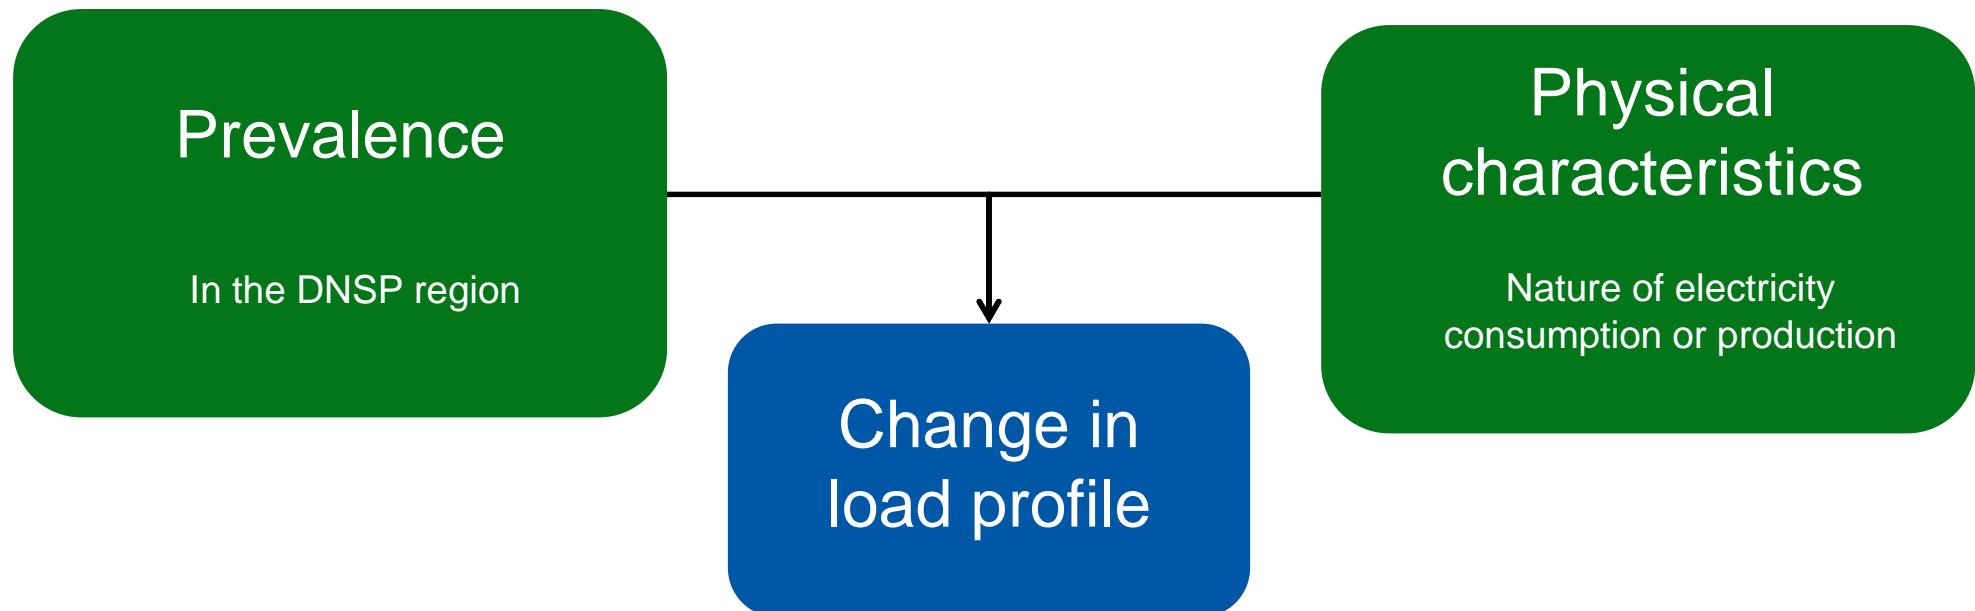 Prevalence
In the DNSP region
Physical
characteristics
Nature of electricity
consumption or production
Change in
load profile